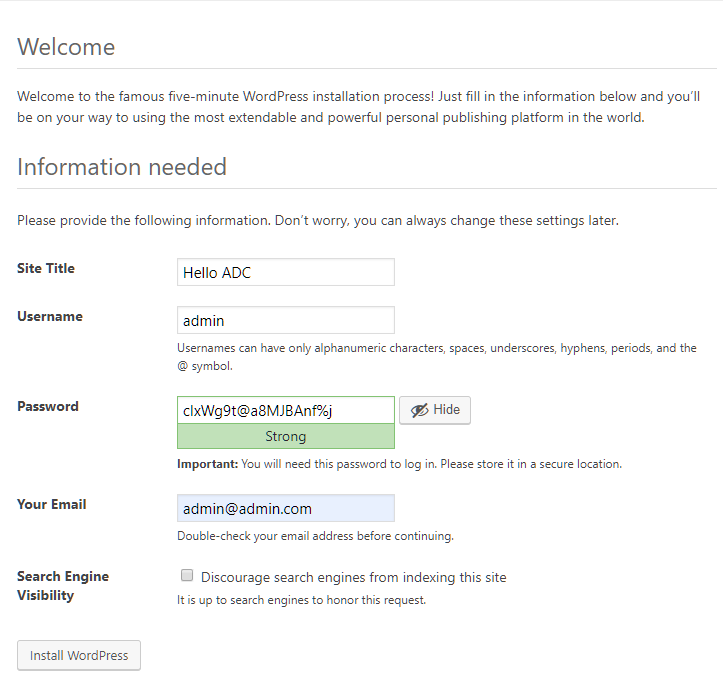 Welcome
Welcome to the famous five-minute WordPress installation process! Just fill in the information below and you’ll
be on your way to using the most extendable and powerful personal publishing platform in the world.
Information needed
Please provide the following information. Don’t worry, you can always change these settings later.
Site Title
Hello ADC
Username
admin
Usernames can have only alphanumeric characters, spaces, underscores, hyphens, periods, and the
@ symbol.
Password
clxWg9t@a8MJBAnf%j
Hide
Strong
Important: You will need this password to log in. Please store it in a secure location.
Your Email
admin@admin.com
Double-check your email address before continuing.
Search Engine
Visibility
Discourage search engines from indexing this site
It is up to search engines to honor this request.
Install WordPress